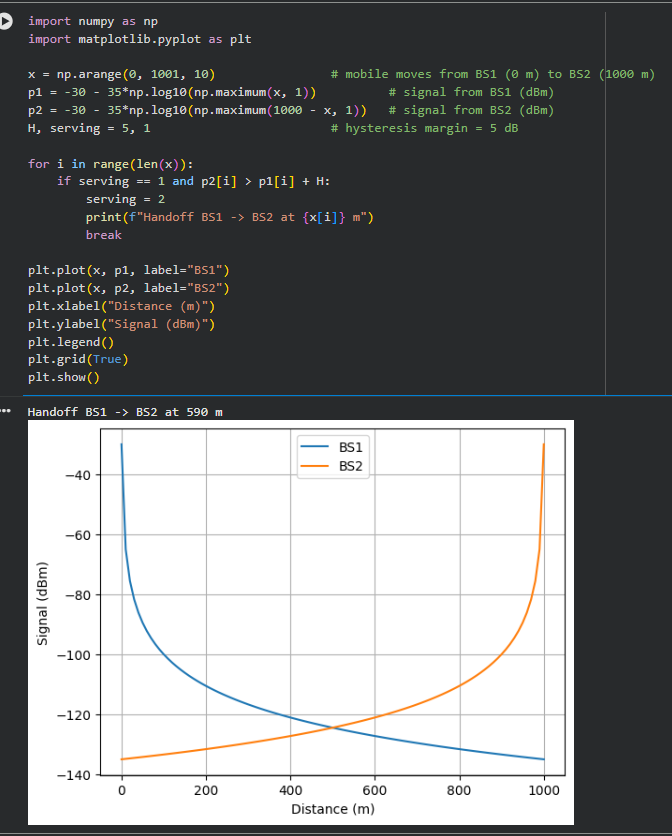 import numpy as np
import matplotlib.pyplot as plt
x = np.arange(0, 1001, 10) # mobile moves from BS1 (0 m) to BS2 (1000 m)
p1 = -30 - 35*np.log10(np.maximum(x, 1)) # signal from BS1 (dBm)
p2 = -30 - 35*np.log10(np.maximum(1000 - x, 1)) # signal from BS2 (dBm)
H, serving = 5, 1 # hysteresis margin = 5 dB
for i in range(len(x)):
    if serving == 1 and p2[i] > p1[i] + H:
        serving = 2
        print(f"Handoff BS1 -> BS2 at {x[i]} m")
        break
plt.plot(x, p1, label="BS1")
plt.plot(x, p2, label="BS2")
plt.xlabel("Distance (m)")
plt.ylabel("Signal (dBm)")
plt.legend()
plt.grid(True)
plt.show()
Handoff BS1 -> BS2 at 590 m
BS1
BS2
−40
−60
−80
−100
−120
−140
Signal (dBm)
0 200 400 600 800 1000
Distance (m)